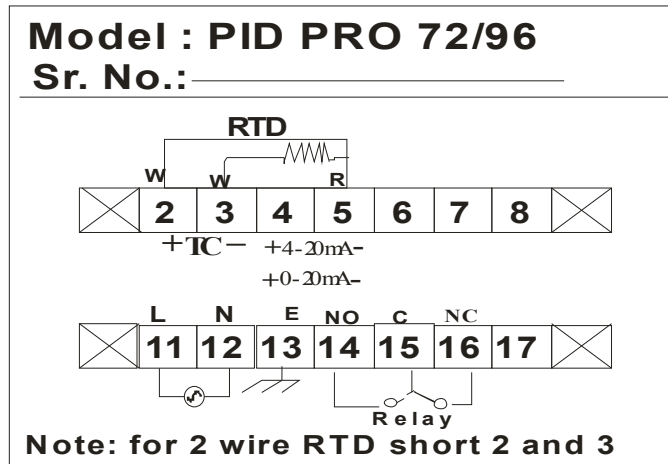 Model : PID PRO 72/96
Sr. No.:
RTD
W W R
2 3 4 5 6 7 8
+TC− +4-20mA−
+0-20mA−
L N E NO C NC
11 12 13 14 15 16 17
Relay
Note: for 2 wire RTD short 2 and 3